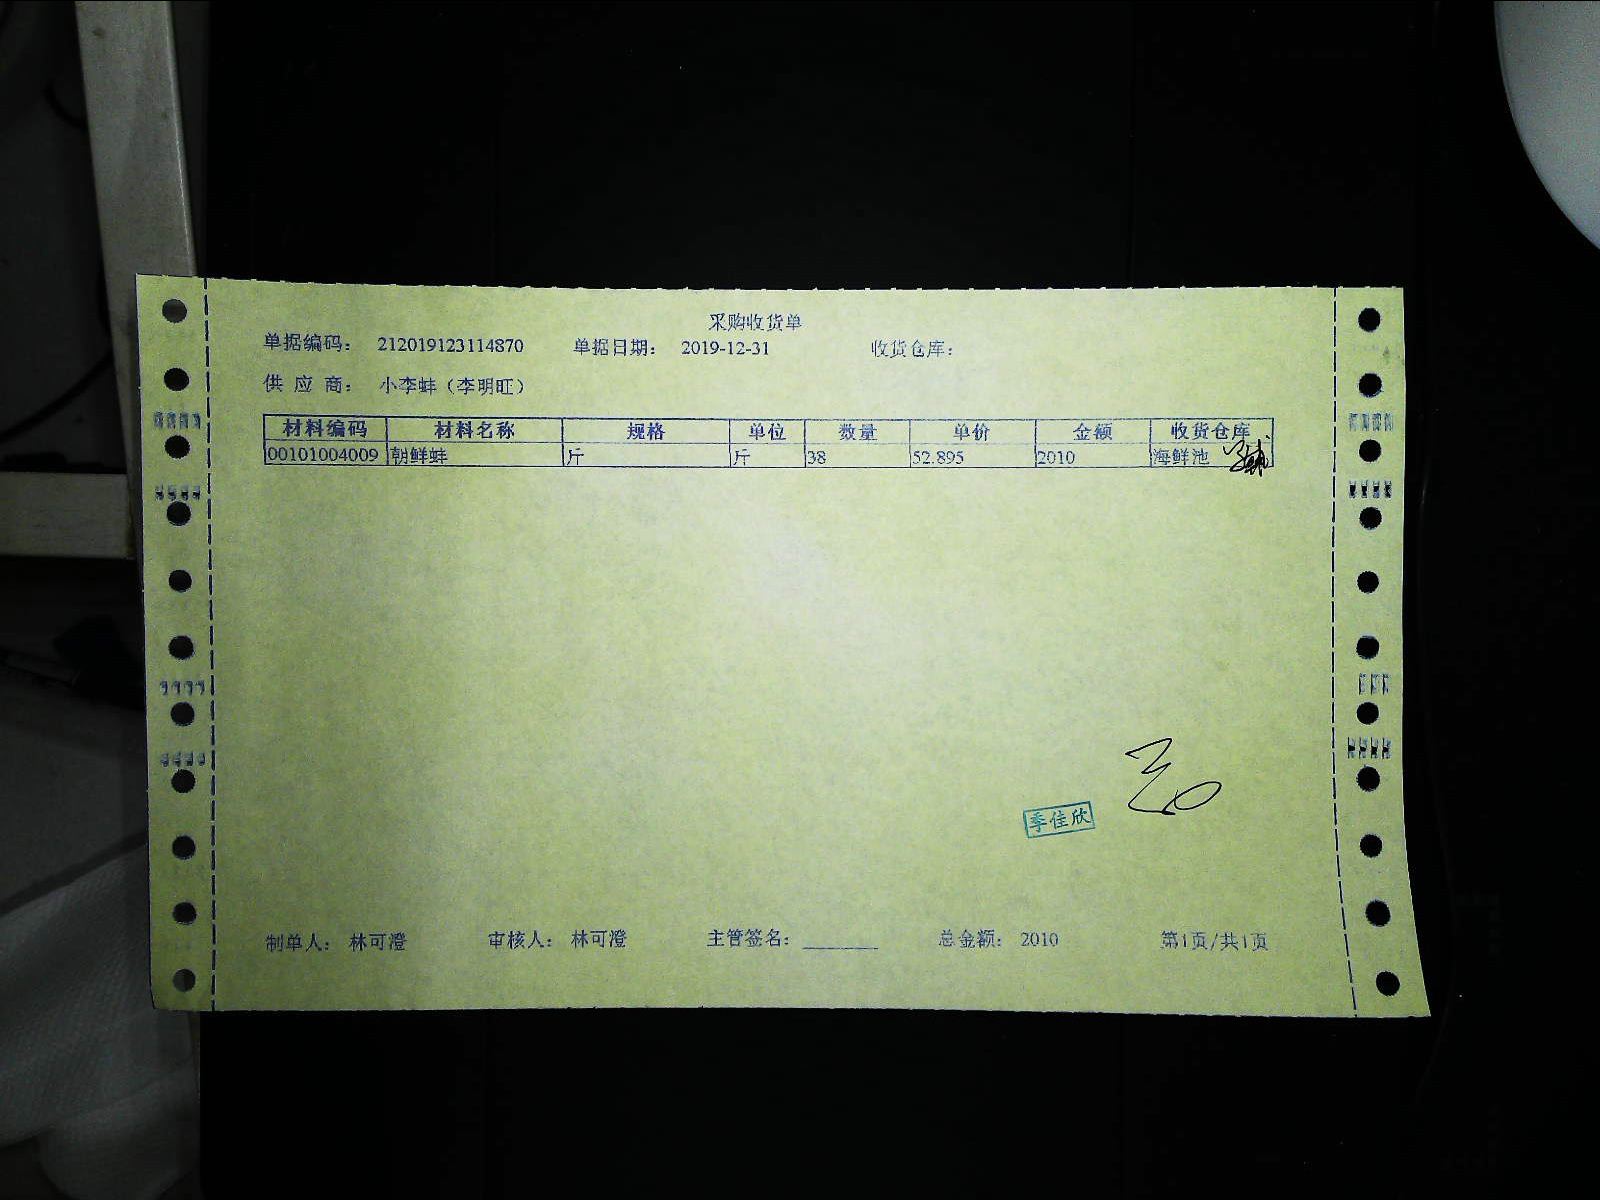 采购收货单
单据编码： 212019123114870 单据日期： 2019-12-31 收货仓库：
供 应 商： 小李蚌（李明旺）
材料编码 材料名称 规格 单位 数量 单价 金额 收货仓库
00101004009 朝鲜蚌 斤 斤 38 52.895 2010 海鲜池
季佳欣
制单人： 林可澄 审核人： 林可澄 主管签名：________ 总金额： 2010 第1页/共1页